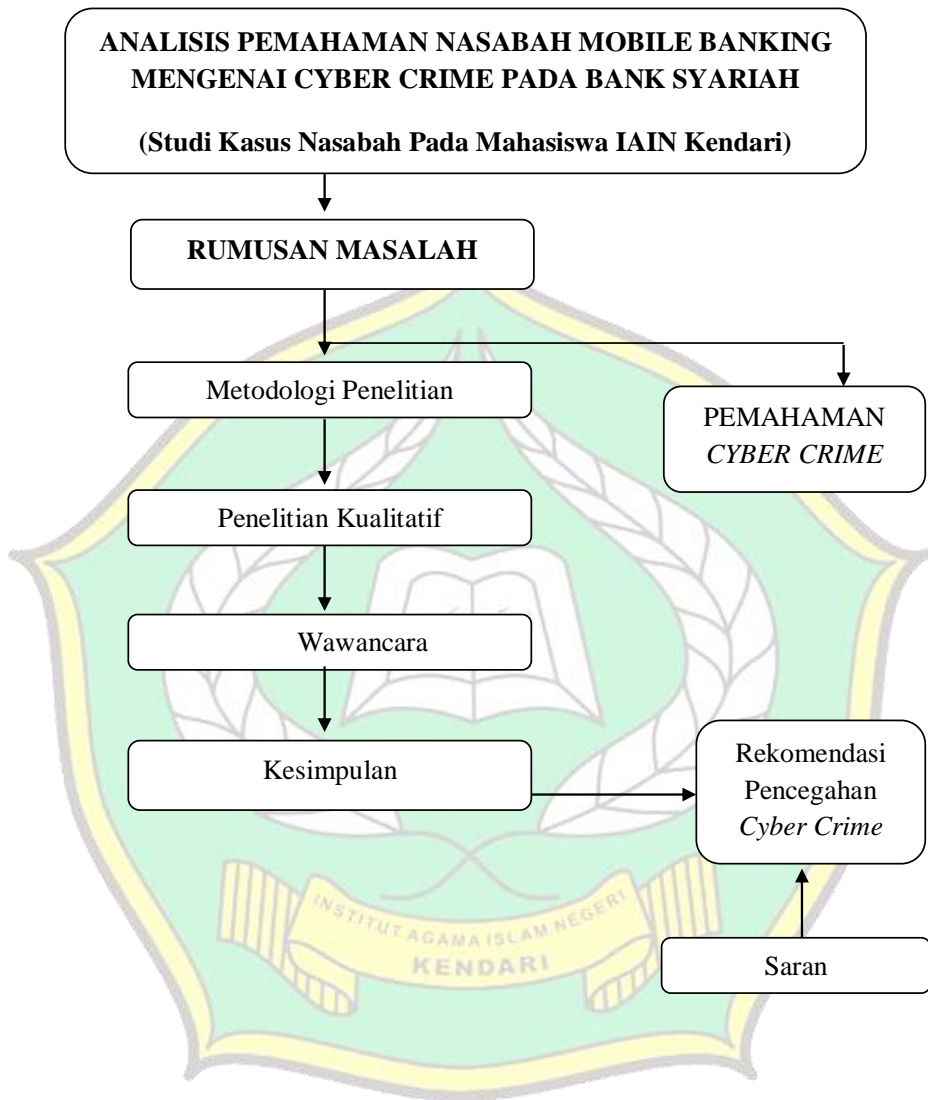 ANALISIS PEMAHAMAN NASABAH MOBILE BANKING
MENGENAI CYBER CRIME PADA BANK SYARIAH
(Studi Kasus Nasabah Pada Mahasiswa IAIN Kendari)
RUMUSAN MASALAH
Metodologi Penelitian
PEMAHAMAN
CYBER CRIME
Penelitian Kualitatif
Wawancara
Kesimpulan
Rekomendasi
Pencegahan
Cyber Crime
Saran
INSTITUT AGAMA ISLAM NEGERI
KENDARI